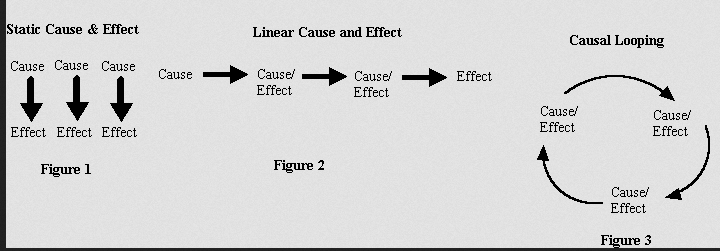 Static Cause & Effect
Cause Cause Cause
Effect Effect Effect
Figure 1
Linear Cause and Effect
Cause Cause/ Cause/ Effect
Effect Effect
Figure 2
Causal Looping
Cause/
Effect
Cause/
Effect
Cause/
Effect
Figure 3